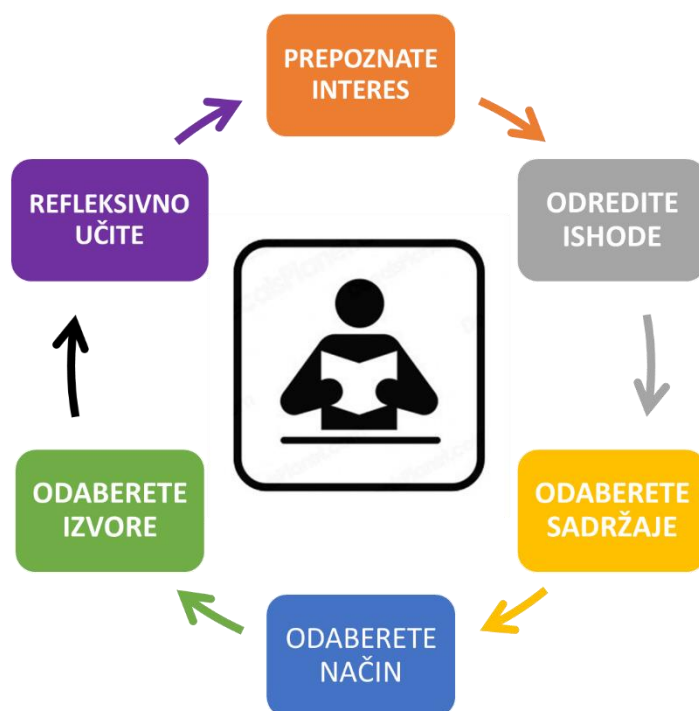 PREPOZNATE
INTERES
ODREDITE
ISHODE
ODABERETE
SADRŽAJE
ODABERETE
NAČIN
ODABERETE
IZVORE
REFLEKSIVNO
UČITE